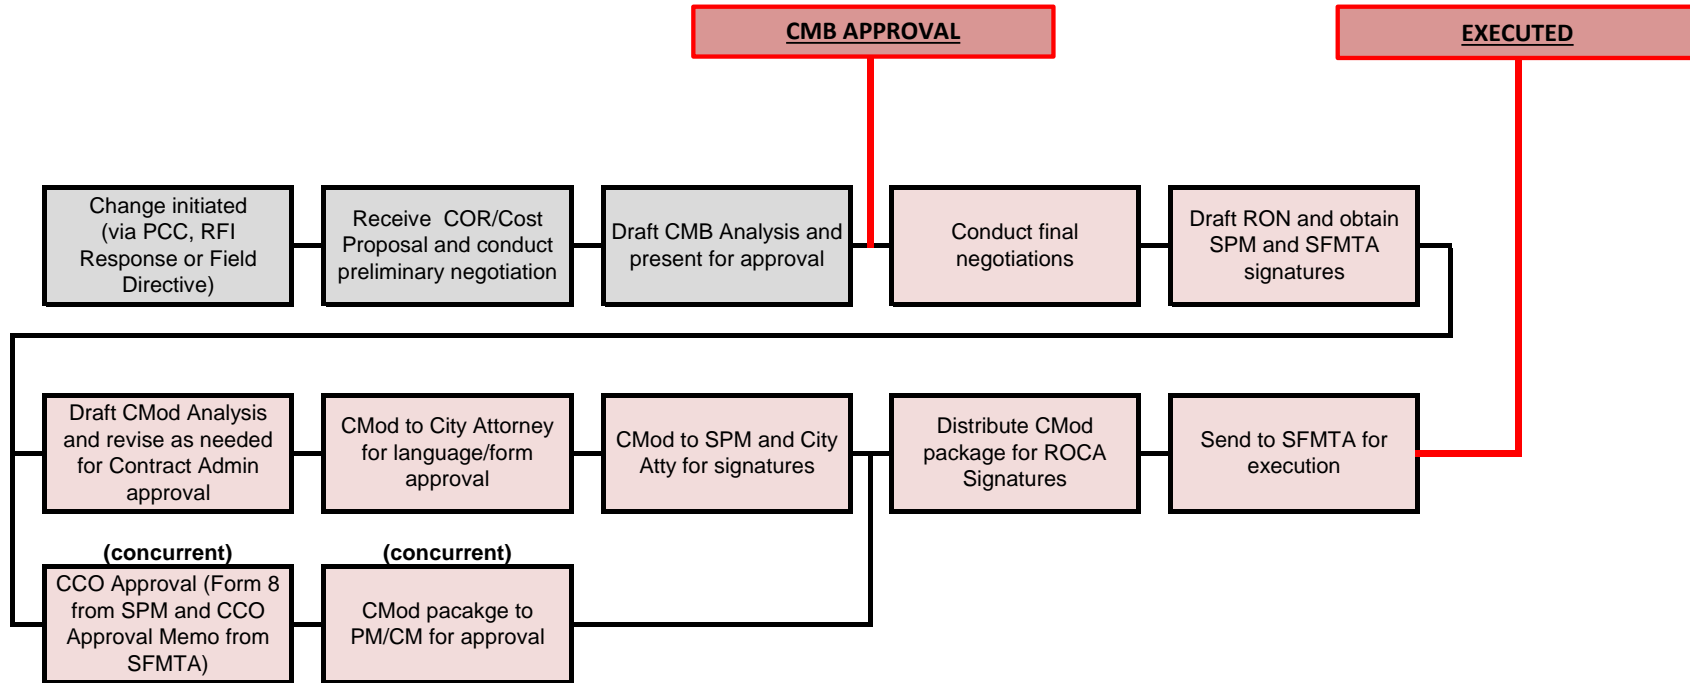 CMB APPROVAL
EXECUTED
Change initiated
(via PCC, RFI
Response or Field
Directive)
Receive  COR/Cost
Proposal and conduct
preliminary negotiation
Draft CMB Analysis and
present for approval
Conduct final
negotiations
Draft RON and obtain
SPM and SFMTA
signatures
Draft CMod Analysis
and revise as needed
for Contract Admin
approval
CMod to City Attorney
for language/form
approval
CMod to SPM and City
Atty for signatures
Distribute CMod
package for ROCA
Signatures
Send to SFMTA for
execution
(concurrent)
CCO Approval (Form 8
from SPM and CCO
Approval Memo from
SFMTA)
(concurrent)
CMod pacakge to
PM/CM for approval